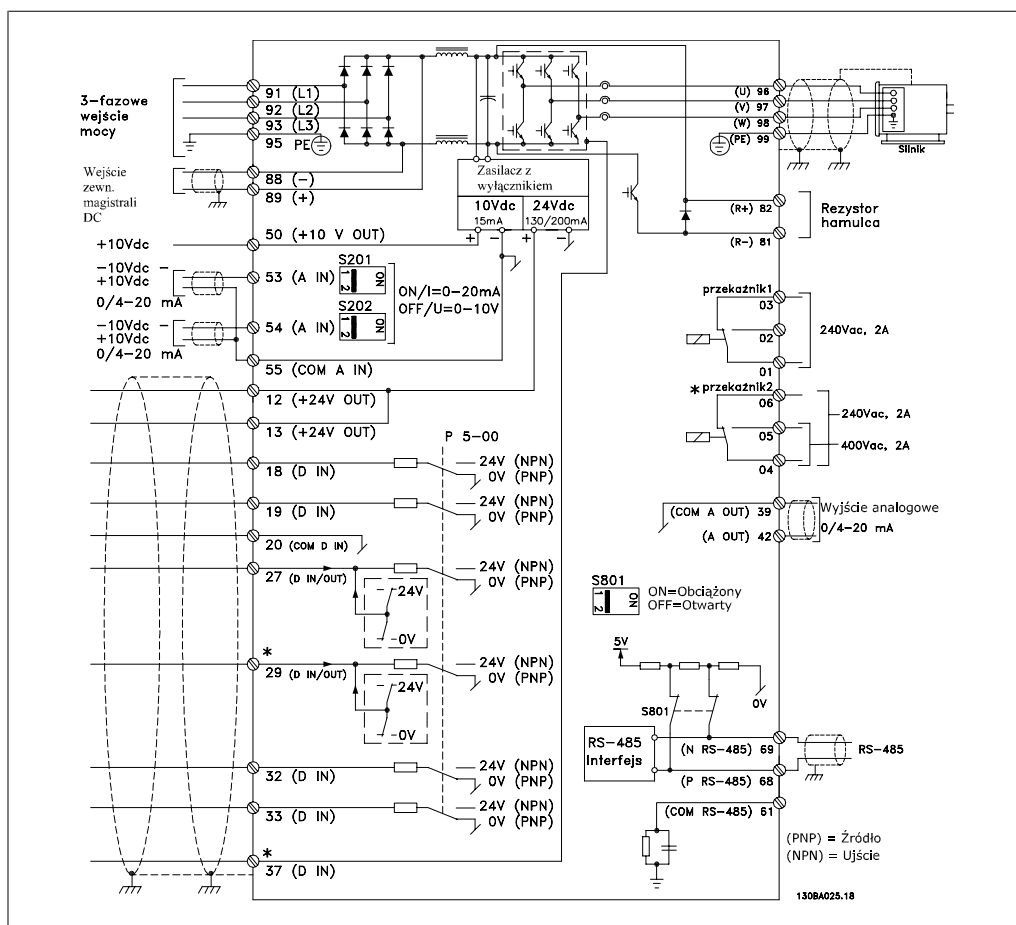 3-fazowe
wejście
mocy
91 (L1)
92 (L2)
93 (L3)
95 PE
Wejście
zewn.
magistrali
DC
88 (-)
89 (+)
+10Vdc
50 (+10 V OUT)
-10Vdc -
+10Vdc
0/4-20 mA
53 (A IN)
S201
1 2
ON
-10Vdc -
+10Vdc
0/4-20 mA
54 (A IN)
S202
1 2
ON
ON/I=0-20mA
OFF/U=0-10V
55 (COM A IN)
12 (+24V OUT)
13 (+24V OUT)
Zasilacz z
wyłącznikiem
10Vdc
15mA
24Vdc
130/200mA
+ - + -
P 5-00
18 (D IN)
24V (NPN)
0V (PNP)
19 (D IN)
24V (NPN)
0V (PNP)
20 (COM D IN)
27 (D IN/OUT)
24V (NPN)
0V (PNP)
24V
0V
*
29 (D IN/OUT)
24V (NPN)
0V (PNP)
24V
0V
32 (D IN)
24V (NPN)
0V (PNP)
33 (D IN)
24V (NPN)
0V (PNP)
*
37 (D IN)
(U) 96
(V) 97
(W) 98
(PE) 99
Silnik
(R+) 82
(R-) 81
Rezystor
hamulca
przekaźnik1
03
02
01
240Vac, 2A
* przekaźnik2
06
05
04
240Vac, 2A
400Vac, 2A
(COM A OUT) 39
(A OUT) 42
Wyjście analogowe
0/4-20 mA
S801
1 2
ON
ON=Obciążony
OFF=Otwarty
5V
0V
S801
RS-485
Interfejs
(N RS-485) 69
(P RS-485) 68
RS-485
(COM RS-485) 61
(PNP) = Źródło
(NPN) = Ujście
130BA025.18